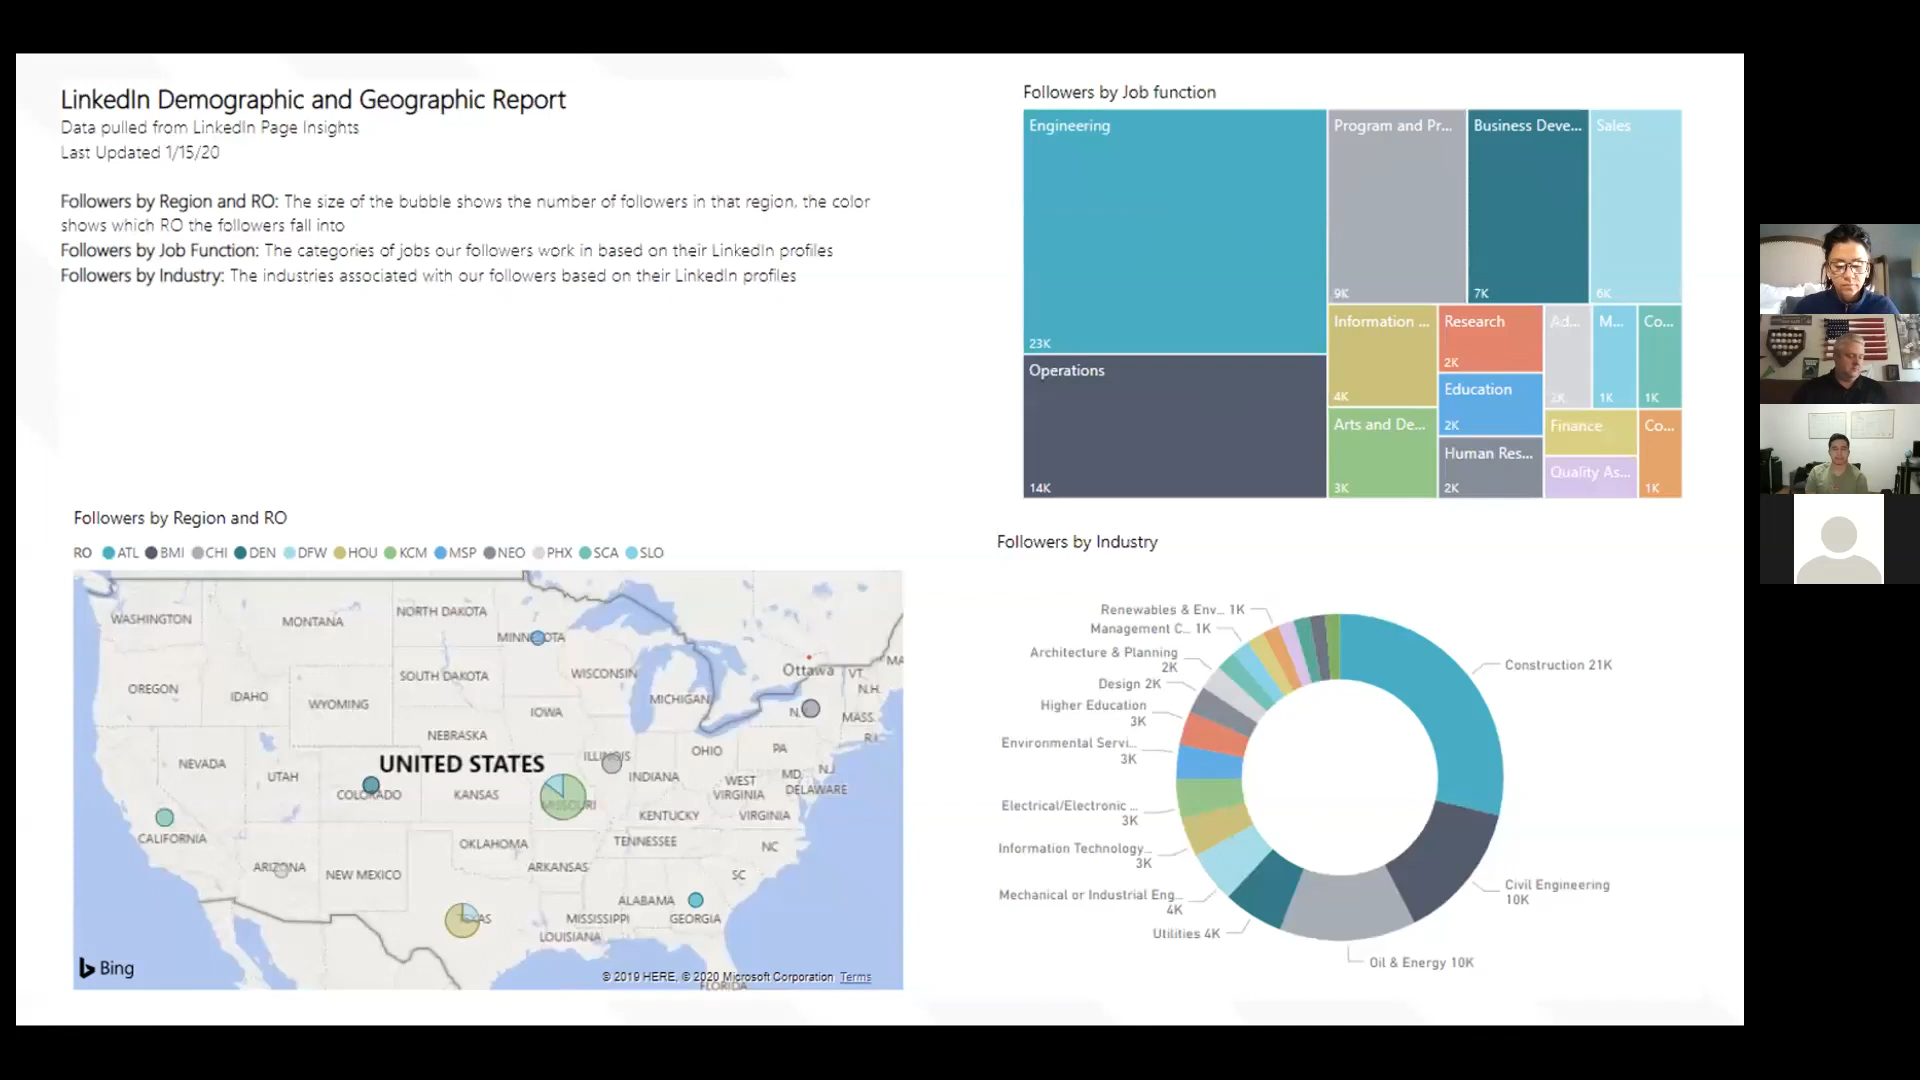 LinkedIn Demographic and Geographic Report
Data pulled from LinkedIn Page Insights
Last Updated 1/15/20
Followers by Region and RO: The size of the bubble shows the number of followers in that region, the color
shows which RO the followers fall into
Followers by Job Function: The categories of jobs our followers work in based on their LinkedIn profiles
Followers by Industry: The industries associated with our followers based on their LinkedIn profiles
Followers by Job function
Engineering
23K
Operations
14K
Program and Pr...
9K
Business Deve...
7K
Sales
6K
Information ...
4K
Arts and De...
3K
Research
2K
Education
2K
Human Res...
2K
Ad...
2K
M...
1K
Co...
1K
Finance
Quality As...
Co...
1K
Followers by Region and RO
RO ATL BMI CHI DEN DFW HOU KCM MSP NEO PHX SCA SLO
WASHINGTON
MONTANA
NORTH DAKOTA
MINNESOTA
OREGON
IDAHO
WYOMING
SOUTH DAKOTA
WISCONSIN
MICHIGAN
Ottawa
VT
MA
N.H.
N.
MASS
R.I.
IOWA
NEBRASKA
NEVADA
UTAH
UNITED STATES
ILLINOIS
INDIANA
OHIO
PA
N.J.
MD
DELAWARE
WEST
VIRGINIA
VIRGINIA
COLORADO
KANSAS
MISSOURI
KENTUCKY
CALIFORNIA
OKLAHOMA
TENNESSEE
NC
ARIZONA
NEW MEXICO
ARKANSAS
SC
ALABAMA
GEORGIA
MISSISSIPPI
TEXAS
LOUISIANA
FLORIDA
Bing
© 2019 HERE, © 2020 Microsoft Corporation Terms
Followers by Industry
Renewables & Env... 1K
Management C... 1K
Architecture & Planning
2K
Design 2K
Higher Education
3K
Environmental Servi...
3K
Electrical/Electronic ...
3K
Information Technology...
3K
Mechanical or Industrial Eng...
4K
Utilities 4K
Oil & Energy 10K
Civil Engineering
10K
Construction 21K